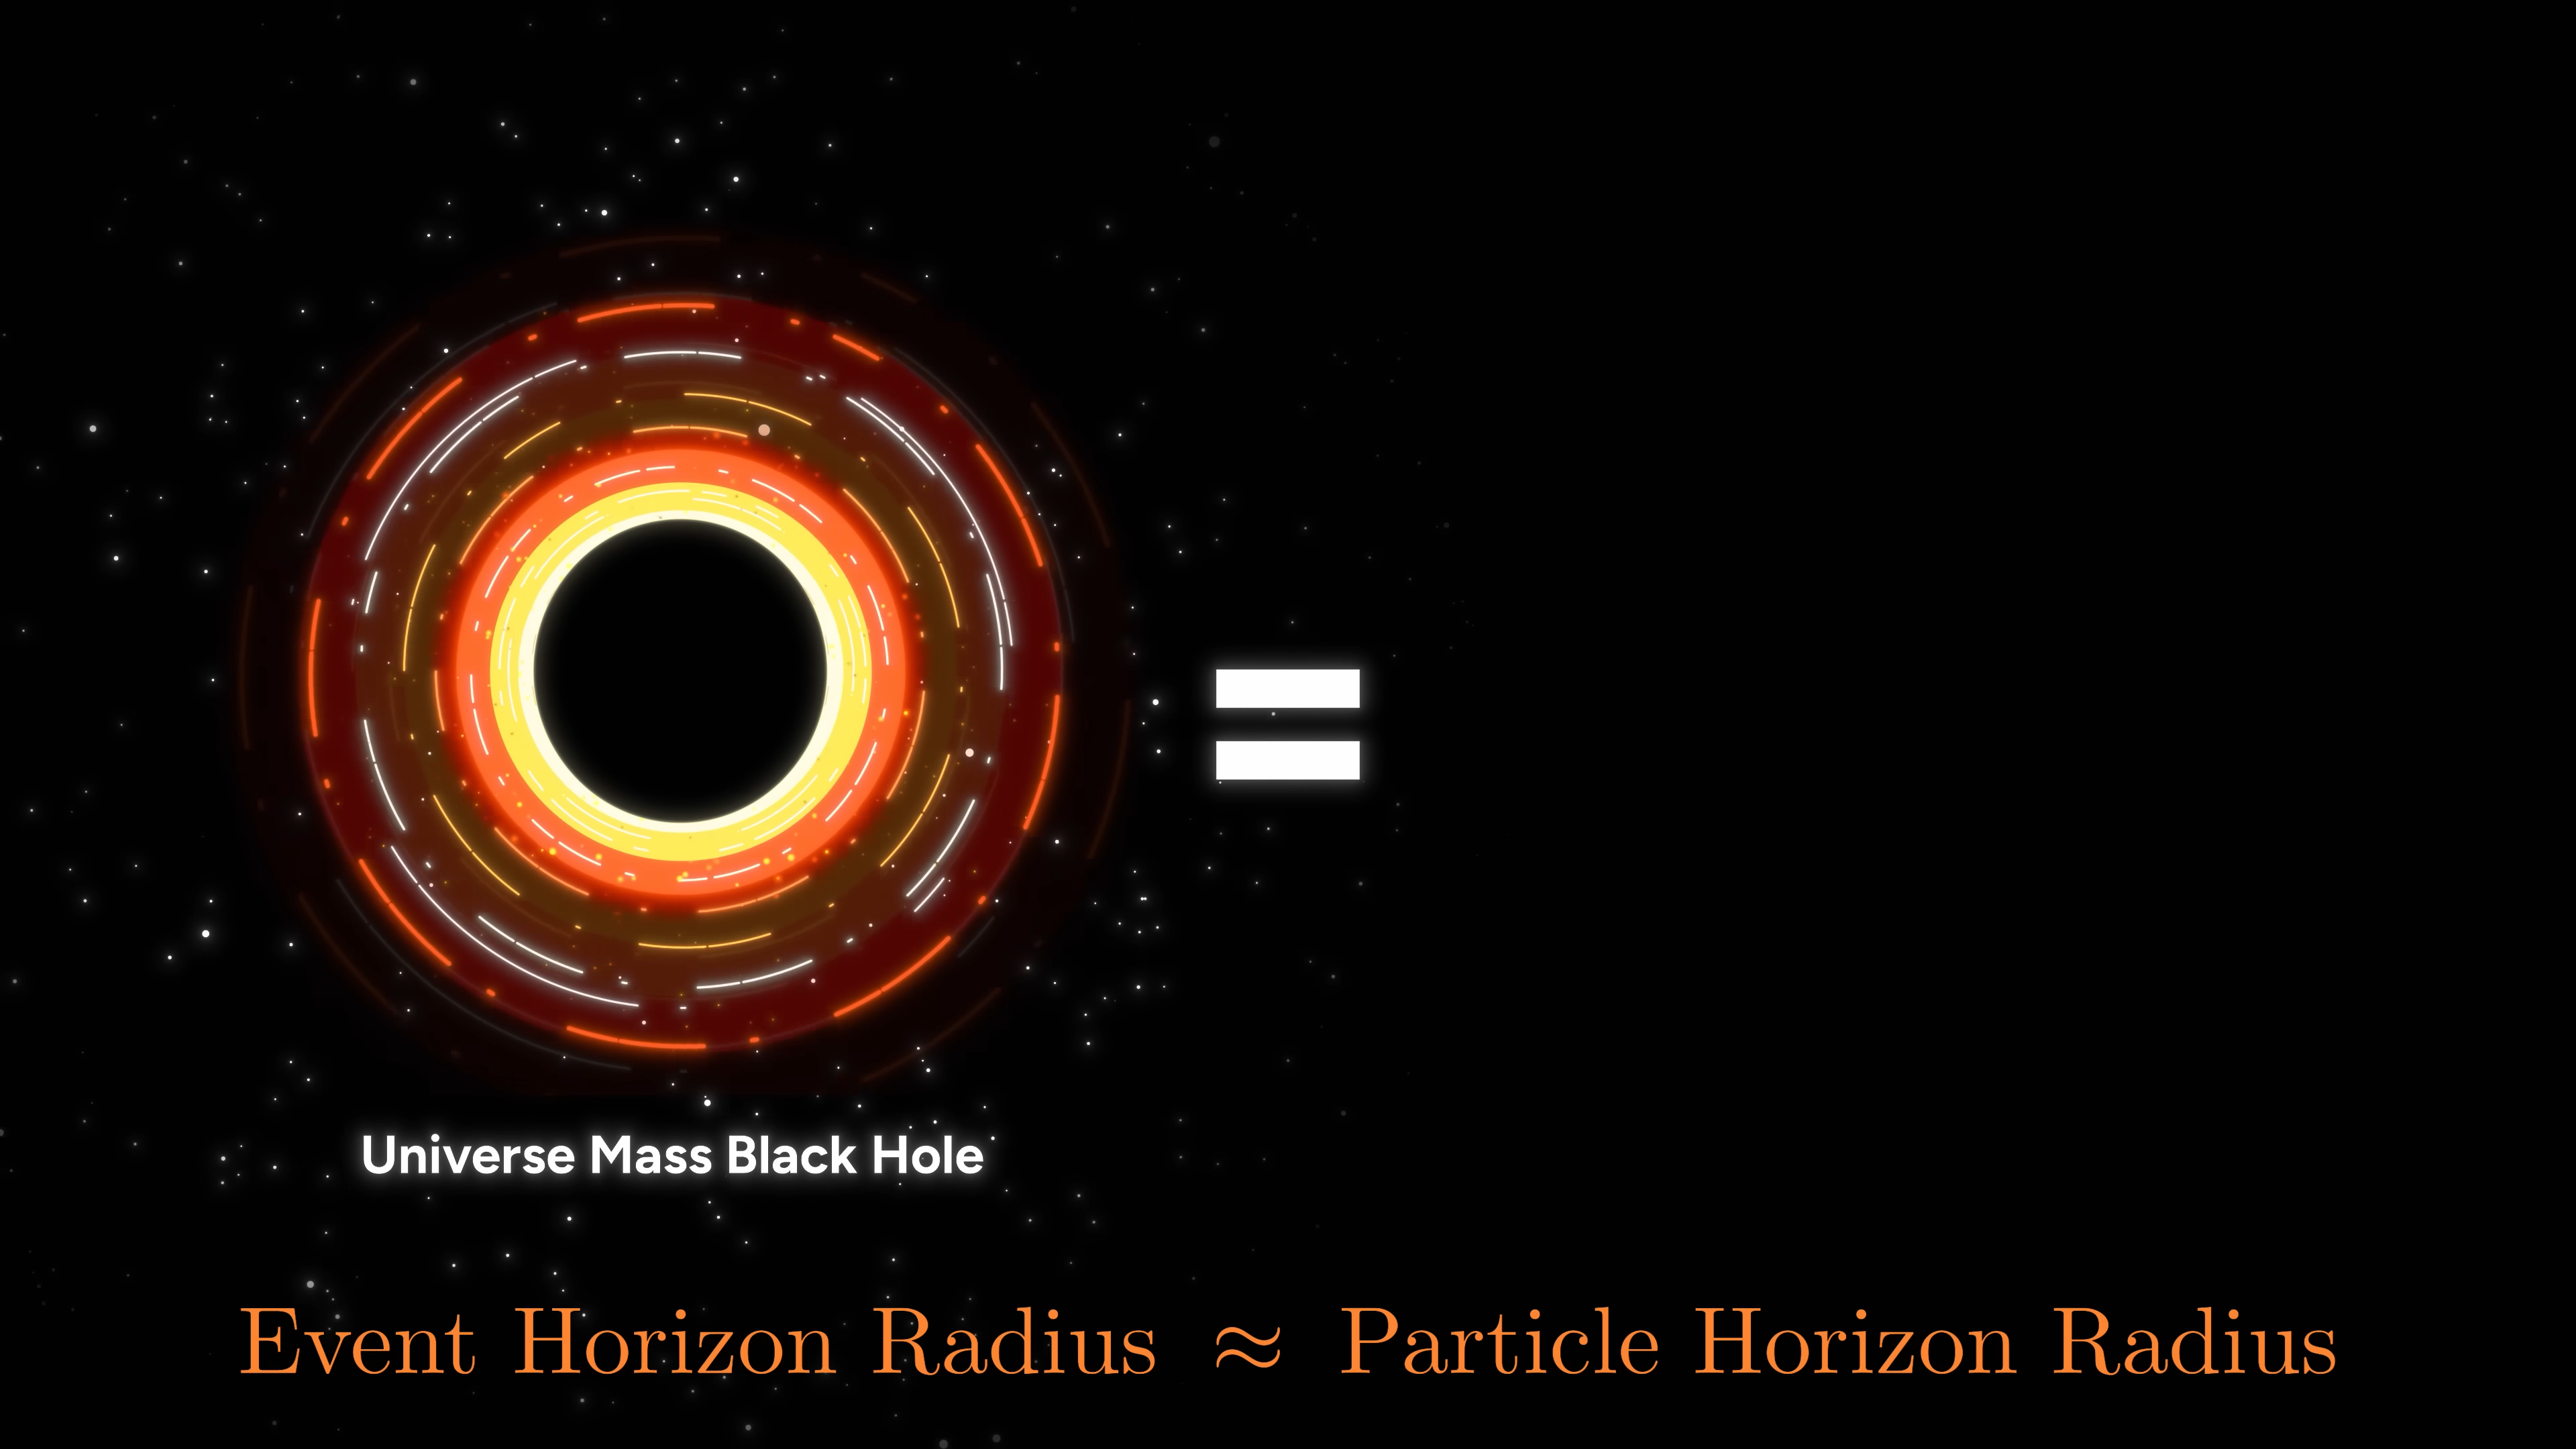 =
Universe Mass Black Hole
Event Horizon Radius ≈ Particle Horizon Radius